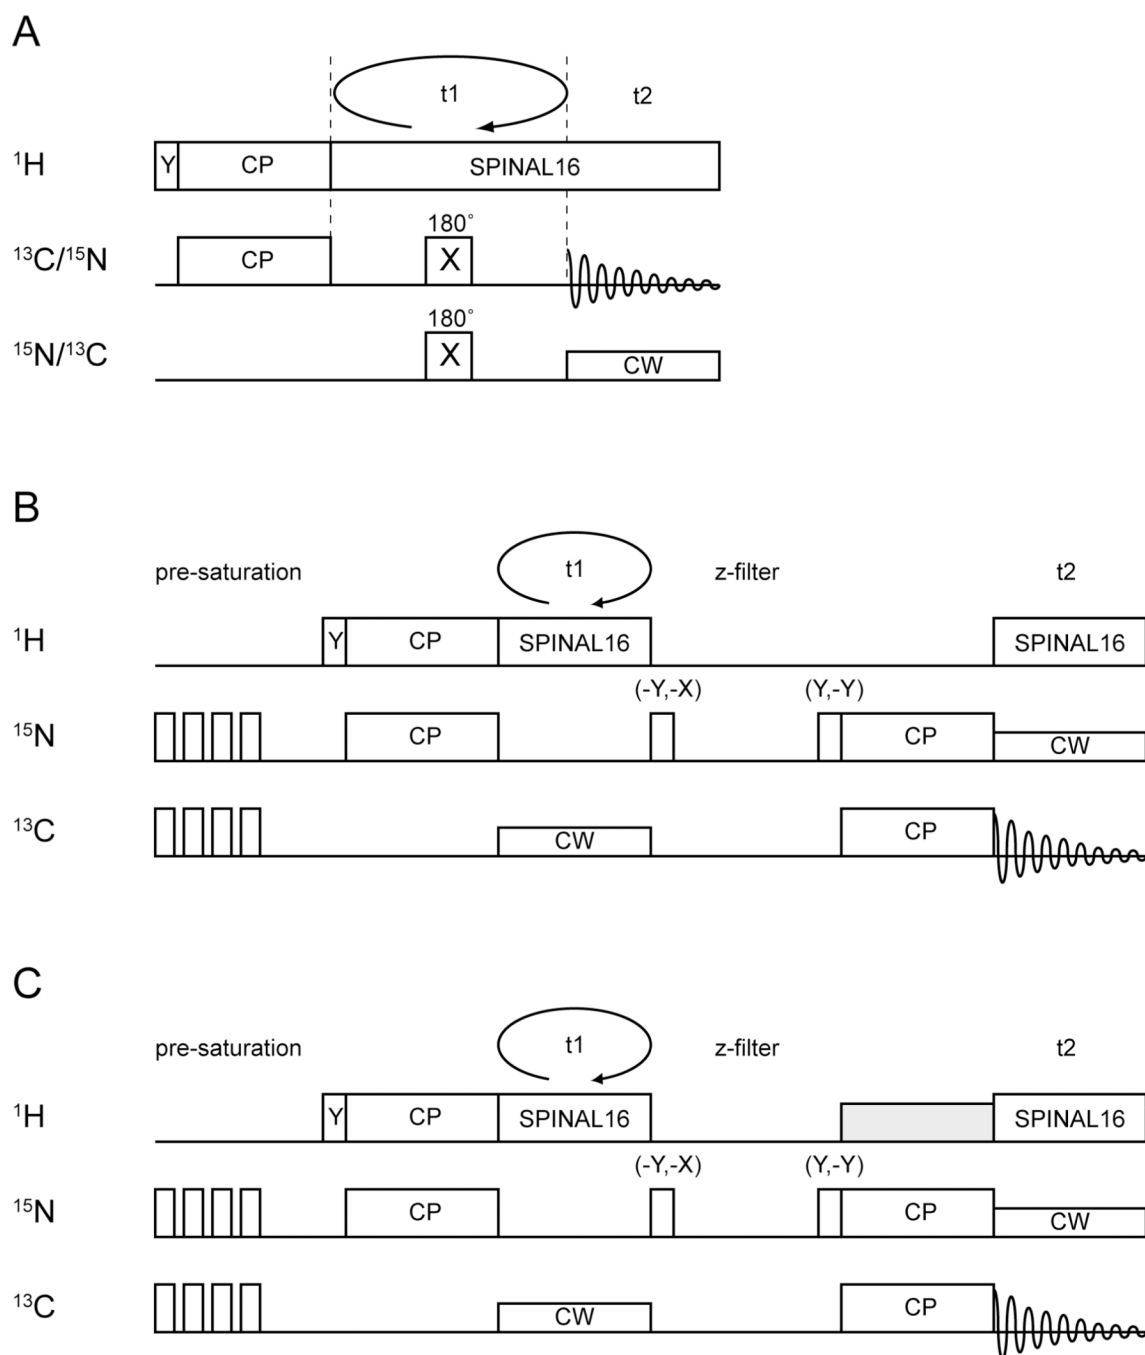 A
t1 t2
¹H Y CP SPINAL16
180°
¹³C/¹⁵N CP X
180°
¹⁵N/¹³C X CW
B
pre-saturation t1 z-filter t2
¹H Y CP SPINAL16 SPINAL16
(-Y,-X) (Y,-Y)
¹⁵N CP CP CW
¹³C CW CP
C
pre-saturation t1 z-filter t2
¹H Y CP SPINAL16 SPINAL16
(-Y,-X) (Y,-Y)
¹⁵N CP CP CW
¹³C CW CP